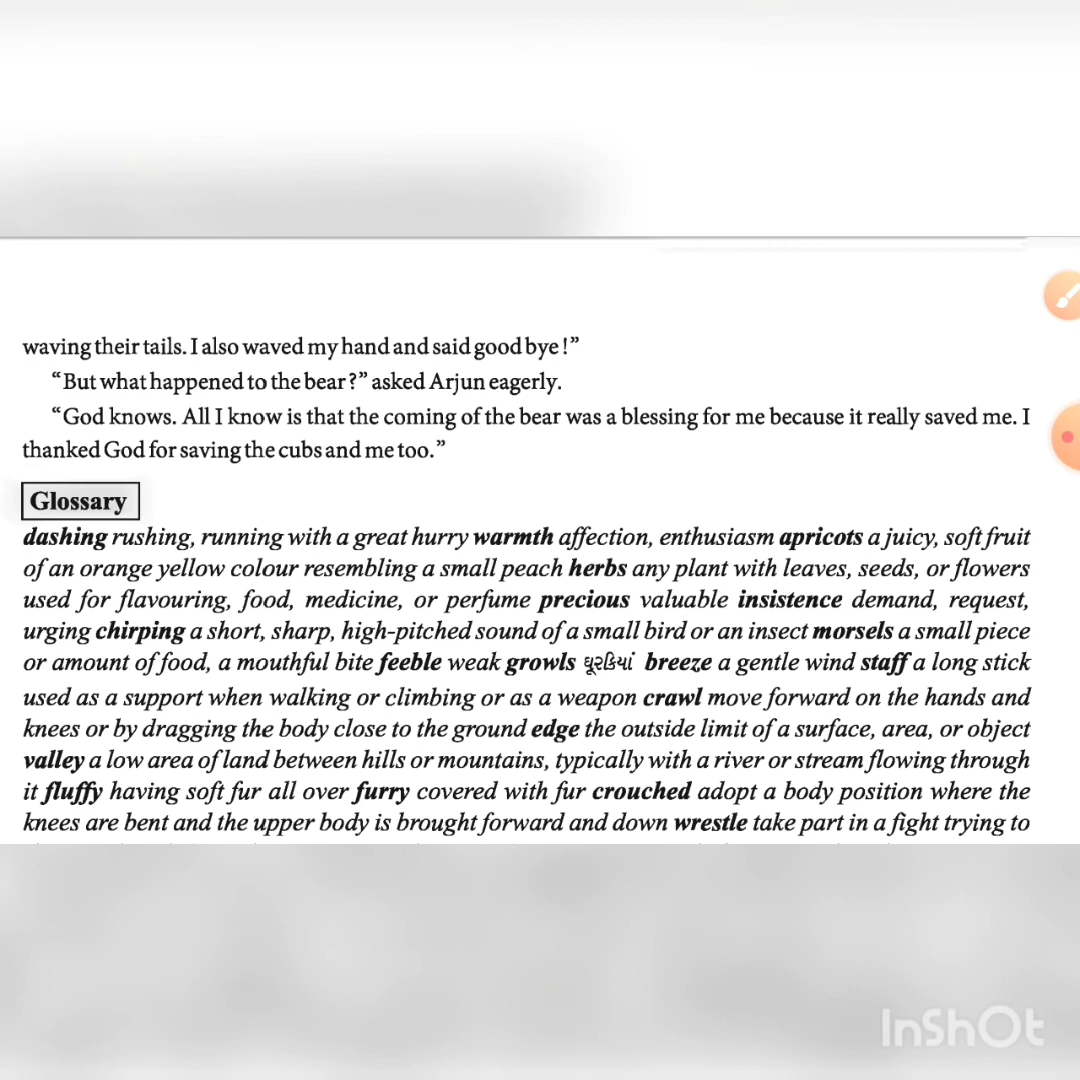 waving their tails. I also waved my hand and said good bye !”
“But what happened to the bear ?” asked Arjun eagerly.
“God knows. All I know is that the coming of the bear was a blessing for me because it really saved me. I
thanked God for saving the cubs and me too.”
Glossary
dashing rushing, running with a great hurry warmth affection, enthusiasm apricots a juicy, soft fruit
of an orange yellow colour resembling a small peach herbs any plant with leaves, seeds, or flowers
used for flavouring, food, medicine, or perfume precious valuable insistence demand, request,
urging chirping a short, sharp, high-pitched sound of a small bird or an insect morsels a small piece
or amount of food, a mouthful bite feeble weak growls ઘૂરકિયાં breeze a gentle wind staff a long stick
used as a support when walking or climbing or as a weapon crawl move forward on the hands and
knees or by dragging the body close to the ground edge the outside limit of a surface, area, or object
valley a low area of land between hills or mountains, typically with a river or stream flowing through
it fluffy having soft fur all over furry covered with fur crouched adopt a body position where the
knees are bent and the upper body is brought forward and down wrestle take part in a fight trying to
InShOt